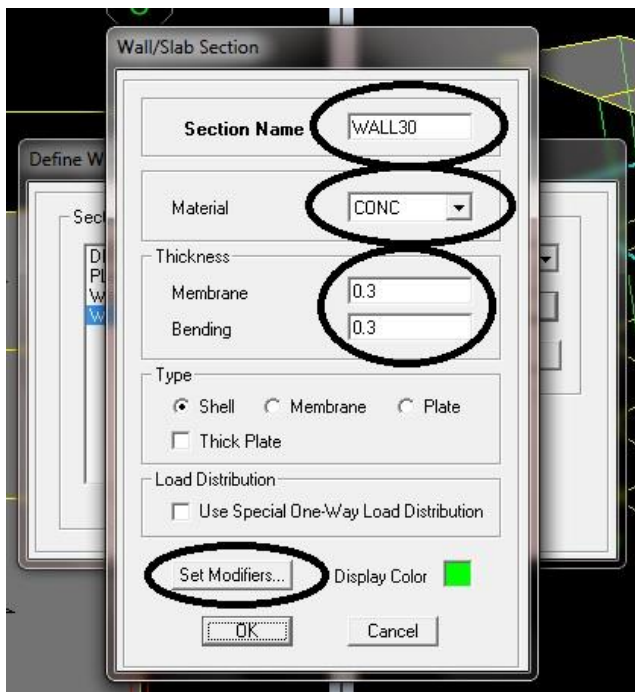 Wall/Slab Section
Section Name WALL30
Define W
Material CONC
Sec
Thickness
Membrane 0.3
Bending 0.3
Type
Shell Membrane Plate
Thick Plate
Load Distribution
Use Special One-Way Load Distribution
Set Modifiers... Display Color
OK Cancel